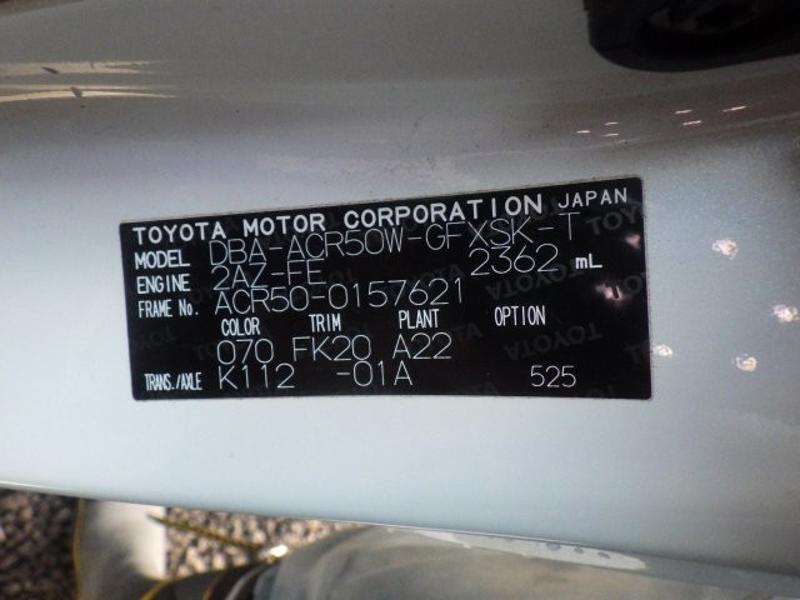 TOYOTA MOTOR CORPORATION JAPAN
MODEL DBA-ACR50W-GFXSK-T
ENGINE 2AZ-FE 2362 mL
FRAME No. ACR50-0157621
COLOR TRIM PLANT OPTION
070 FK20 A22
TRANS./AXLE K112 -01A 525